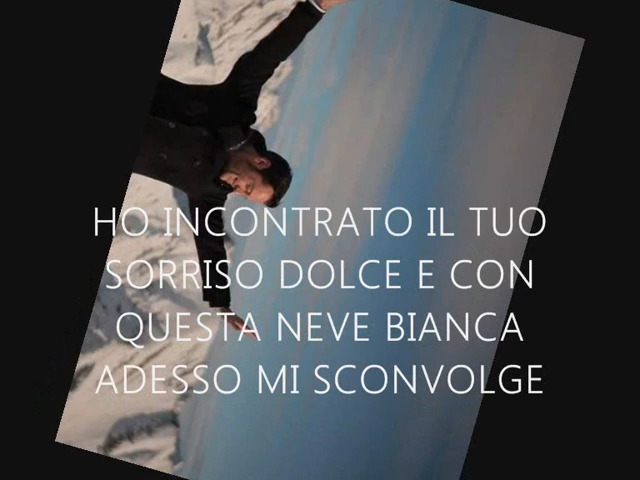 HO INCONTRATO IL TUO
SORRISO DOLCE E CON
QUESTA NEVE BIANCA
ADESSO MI SCONVOLGE